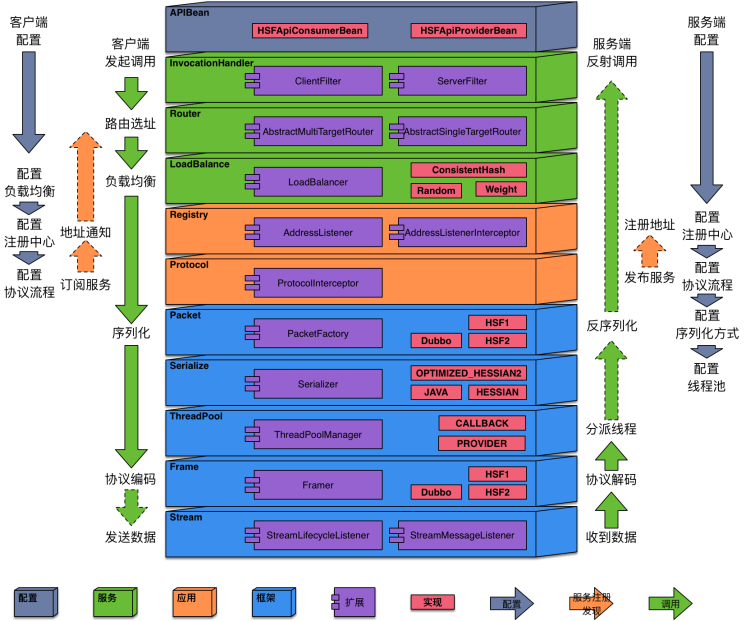 客户端
配置
配置
负载均衡
配置
注册中心
配置
协议流程
地址通知
订阅服务
客户端
发起调用
路由选址
负载均衡
序列化
协议编码
发送数据
APIBean
HSFApiConsumerBean
HSFApiProviderBean
InvocationHandler
ClientFilter
ServerFilter
Router
AbstractMultiTargetRouter
AbstractSingleTargetRouter
LoadBalance
LoadBalancer
ConsistentHash
Random
Weight
Registry
AddressListener
AddressListenerInterceptor
Protocol
ProtocolInterceptor
Packet
PacketFactory
HSF1
Dubbo
HSF2
Serialize
Serializer
OPTIMIZED_HESSIAN2
JAVA
HESSIAN
ThreadPool
ThreadPoolManager
CALLBACK
PROVIDER
Frame
Framer
HSF1
Dubbo
HSF2
Stream
StreamLifecycleListener
StreamMessageListener
服务端
反射调用
反序列化
分派线程
协议解码
收到数据
注册地址
发布服务
服务端
配置
配置
注册中心
配置
协议流程
配置
序列化方式
配置
线程池
配置
服务
应用
框架
扩展
实现
配置
服务注册
发现
调用